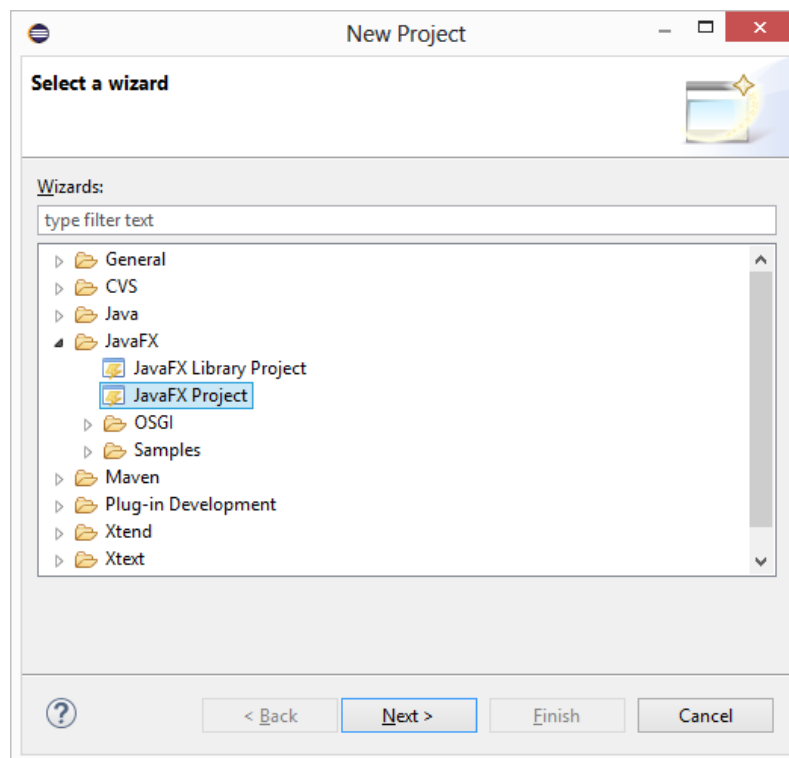 New Project
Select a wizard
Wizards:
type filter text
General
CVS
Java
JavaFX
JavaFX Library Project
JavaFX Project
OSGI
Samples
Maven
Plug-in Development
Xtend
Xtext
? < Back Next > Finish Cancel